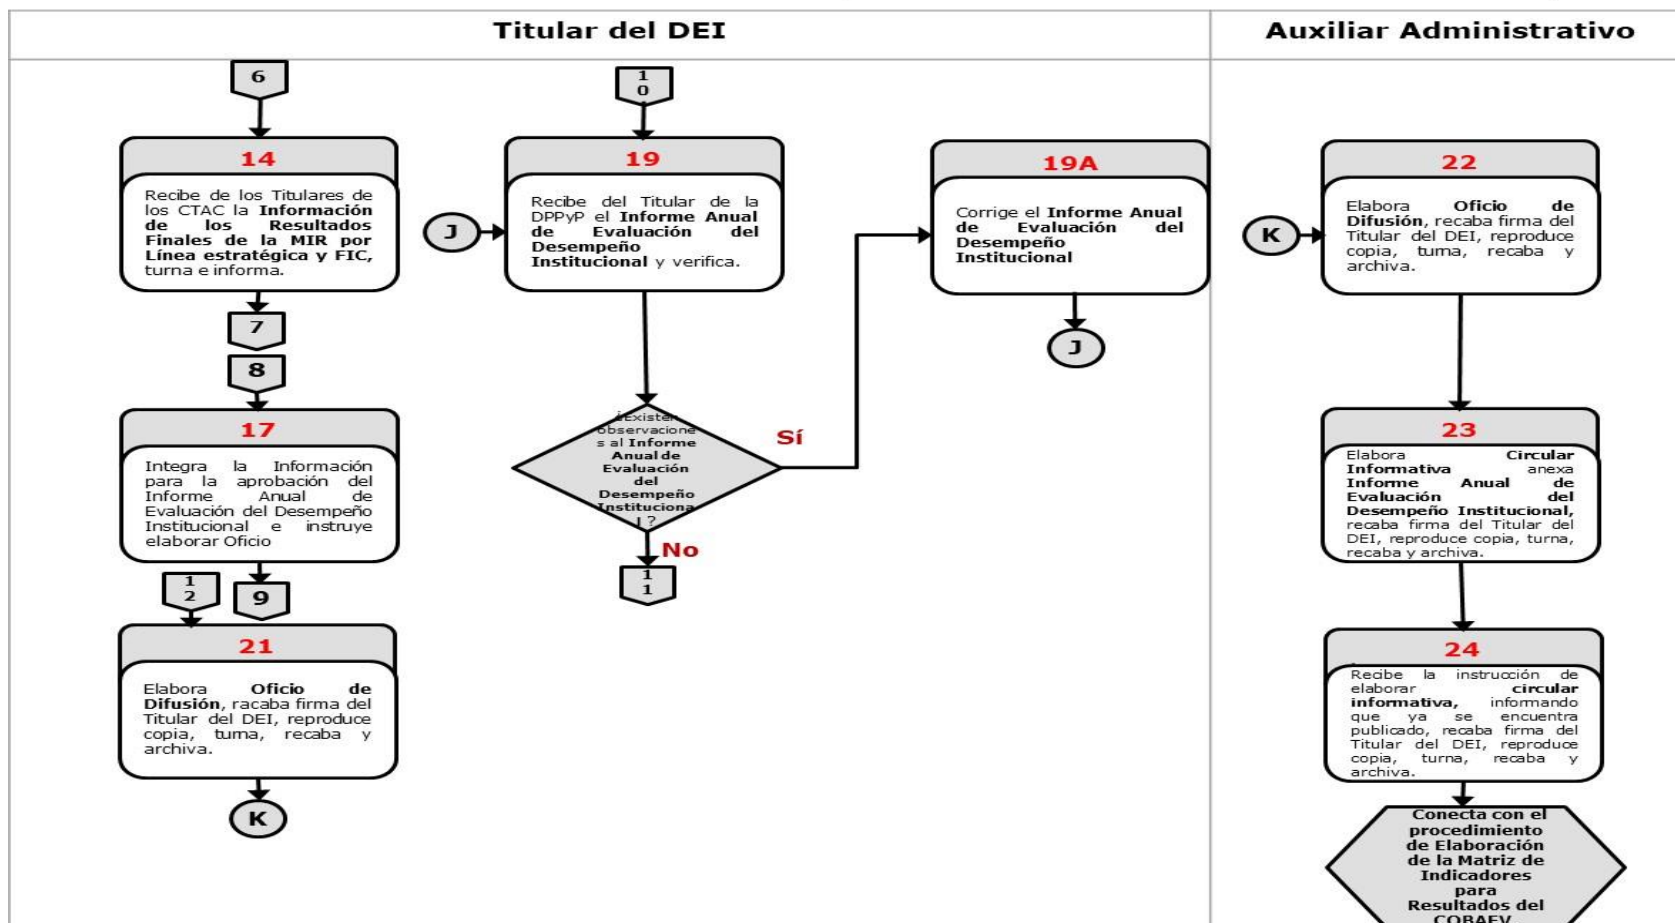 Titular del DEI
Auxiliar Administrativo
6
14
Recibe de los Titulares de
los CTAC la Información
de los Resultados
Finales de la MIR por
Línea estratégica y FIC,
turna e informa.
7
8
17
Integra la Información
para la aprobación del
Informe Anual de
Evaluación del Desempeño
Institucional e instruye
elaborar Oficio
1
2
9
21
Elabora Oficio de
Difusión, racaba firma del
Titular del DEI, reproduce
copia, turna, recaba y
archiva.
K
1
0
J
19
Recibe del Titular de la
DPPyP el Informe Anual
de Evaluación del
Desempeño
Institucional y verifica.
¿Existen
observacione
s al Informe
Anual de
Evaluación
del
Desempeño
Instituciona
l ?
Sí
No
1
1
19A
Corrige el Informe Anual
de Evaluación del
Desempeño
Institucional
J
K
22
Elabora Oficio de
Difusión, recaba firma del
Titular del DEI, reproduce
copia, turna, recaba y
archiva.
23
Elabora Circular
Informativa anexa
Informe Anual de
Evaluación del
Desempeño Institucional,
recaba firma del Titular del
DEI, reproduce copia, turna,
recaba y archiva.
24
Recibe la instrucción de
elaborar circular
informativa, informando
que ya se encuentra
publicado, recaba firma del
Titular del DEI, reproduce
copia, turna, recaba y
archiva.
Conecta con el
procedimiento
de Elaboración
de la Matriz de
Indicadores
para
Resultados del
COBAEV